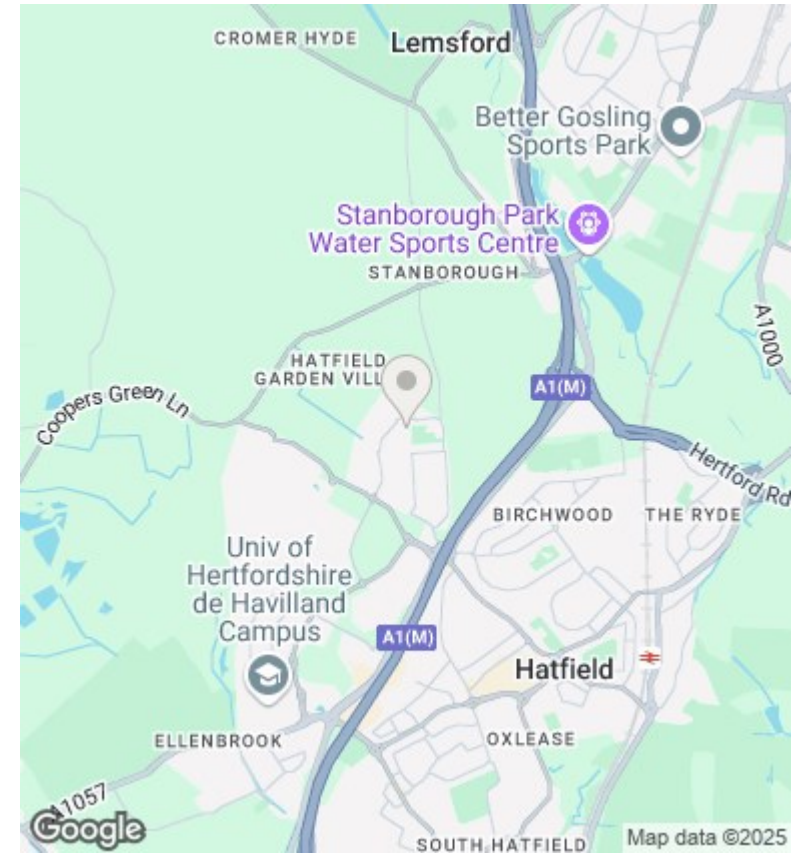 CROMER HYDE
Lemsford
Better Gosling
Sports Park
Stanborough Park
Water Sports Centre
STANBOROUGH
A1000
HATFIELD
GARDEN VILL
A1(M)
Coopers Green Ln
Hertford Rd
BIRCHWOOD
THE RYDE
Univ of
Hertfordshire
de Havilland
Campus
A1(M)
Hatfield
ELLENBROOK
OXLEASE
A1057
Google
SOUTH HATFIELD
Map data ©2025